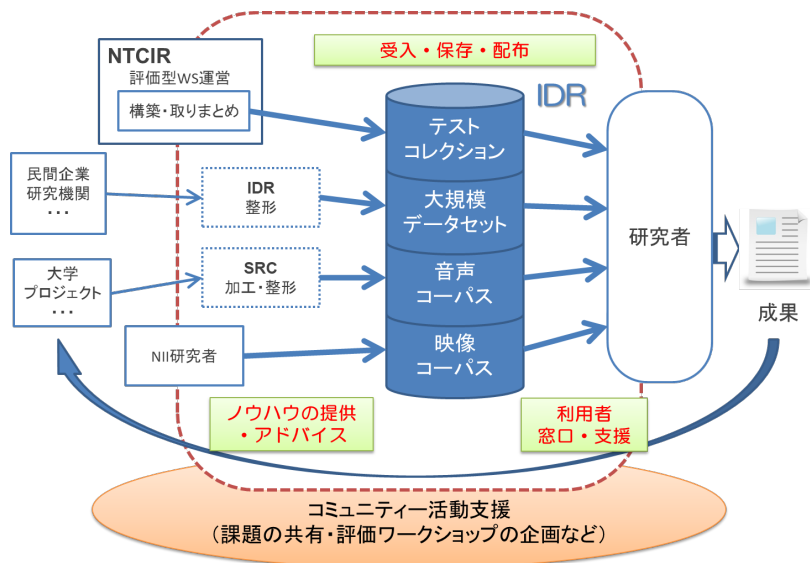 受入・保存・配布
NTCIR
評価型WS運営
構築・取りまとめ
IDR
テスト
コレクション
民間企業
研究機関
・・・
IDR
整形
大規模
データセット
研究者
大学
プロジェクト
・・・
SRC
加工・整形
音声
コーパス
成果
NII研究者
映像
コーパス
ノウハウの提供
・アドバイス
利用者
窓口・支援
コミュニティー活動支援
（課題の共有・評価ワークショップの企画など）